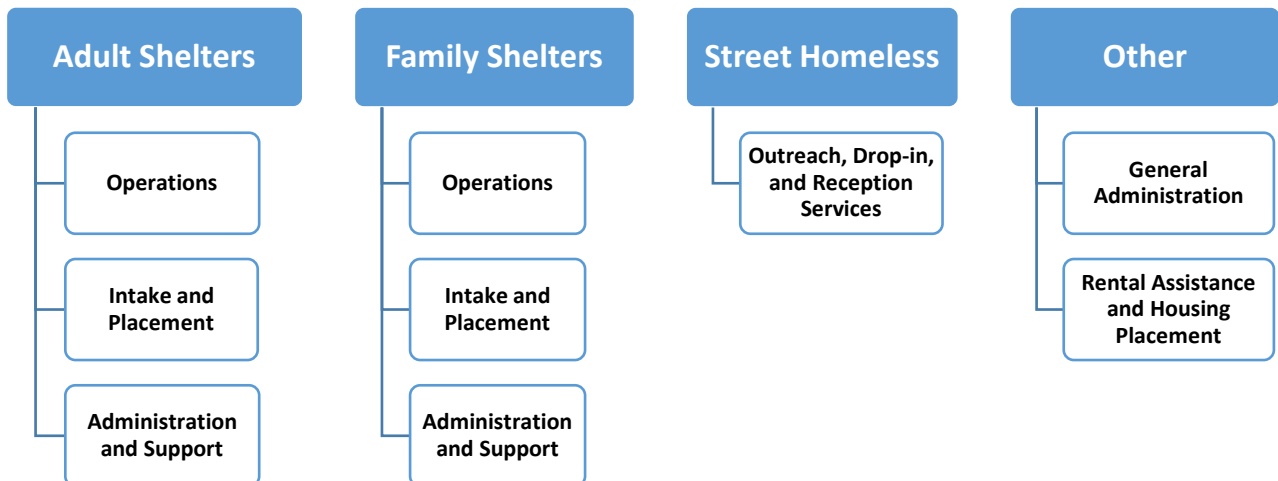 Adult Shelters
Operations
Intake and
Placement
Administration
and Support
Family Shelters
Operations
Intake and
Placement
Administration
and Support
Street Homeless
Outreach, Drop-in,
and Reception
Services
Other
General
Administration
Rental Assistance
and Housing
Placement